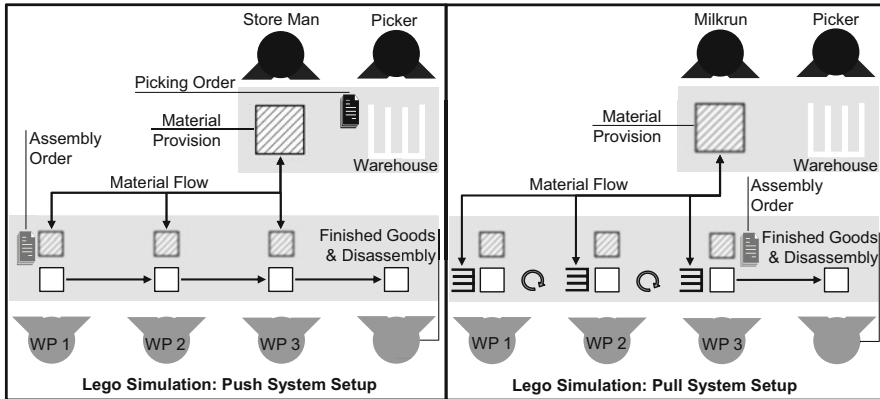 Store Man
Picker
Picking Order
Material
Provision
Assembly
Order
Warehouse
Material Flow
Finished Goods
& Disassembly
WP 1
WP 2
WP 3
Lego Simulation: Push System Setup
Milkrun
Picker
Material
Provision
Warehouse
Material Flow
Assembly
Order
Finished Goods
& Disassembly
WP 1
WP 2
WP 3
Lego Simulation: Pull System Setup